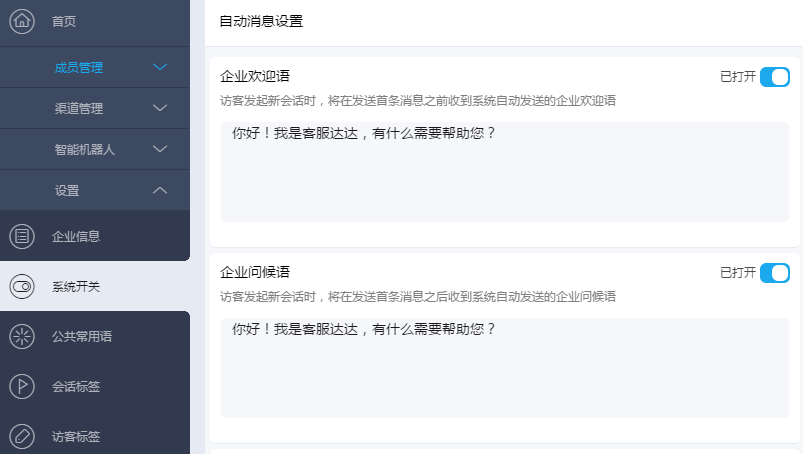 首页
成员管理
渠道管理
智能机器人
设置
企业信息
系统开关
公共常用语
会话标签
访客标签
自动消息设置
企业欢迎语
已打开
访客发起新会话时，将在发送首条消息之前收到系统自动发送的企业欢迎语
你好！我是客服达达，有什么需要帮助您？
企业问候语
已打开
访客发起新会话时，将在发送首条消息之后收到系统自动发送的企业问候语
你好！我是客服达达，有什么需要帮助您？